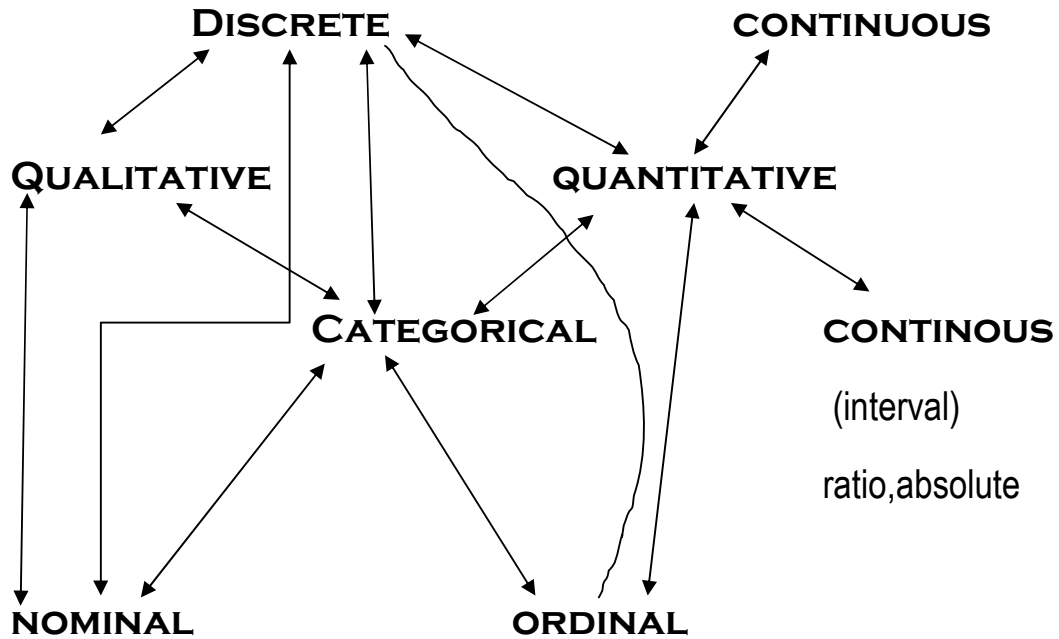 DISCRETE CONTINUOUS
QUALITATIVE QUANTITATIVE
CATEGORICAL CONTINOUS
(interval)
ratio,absolute
NOMINAL ORDINAL